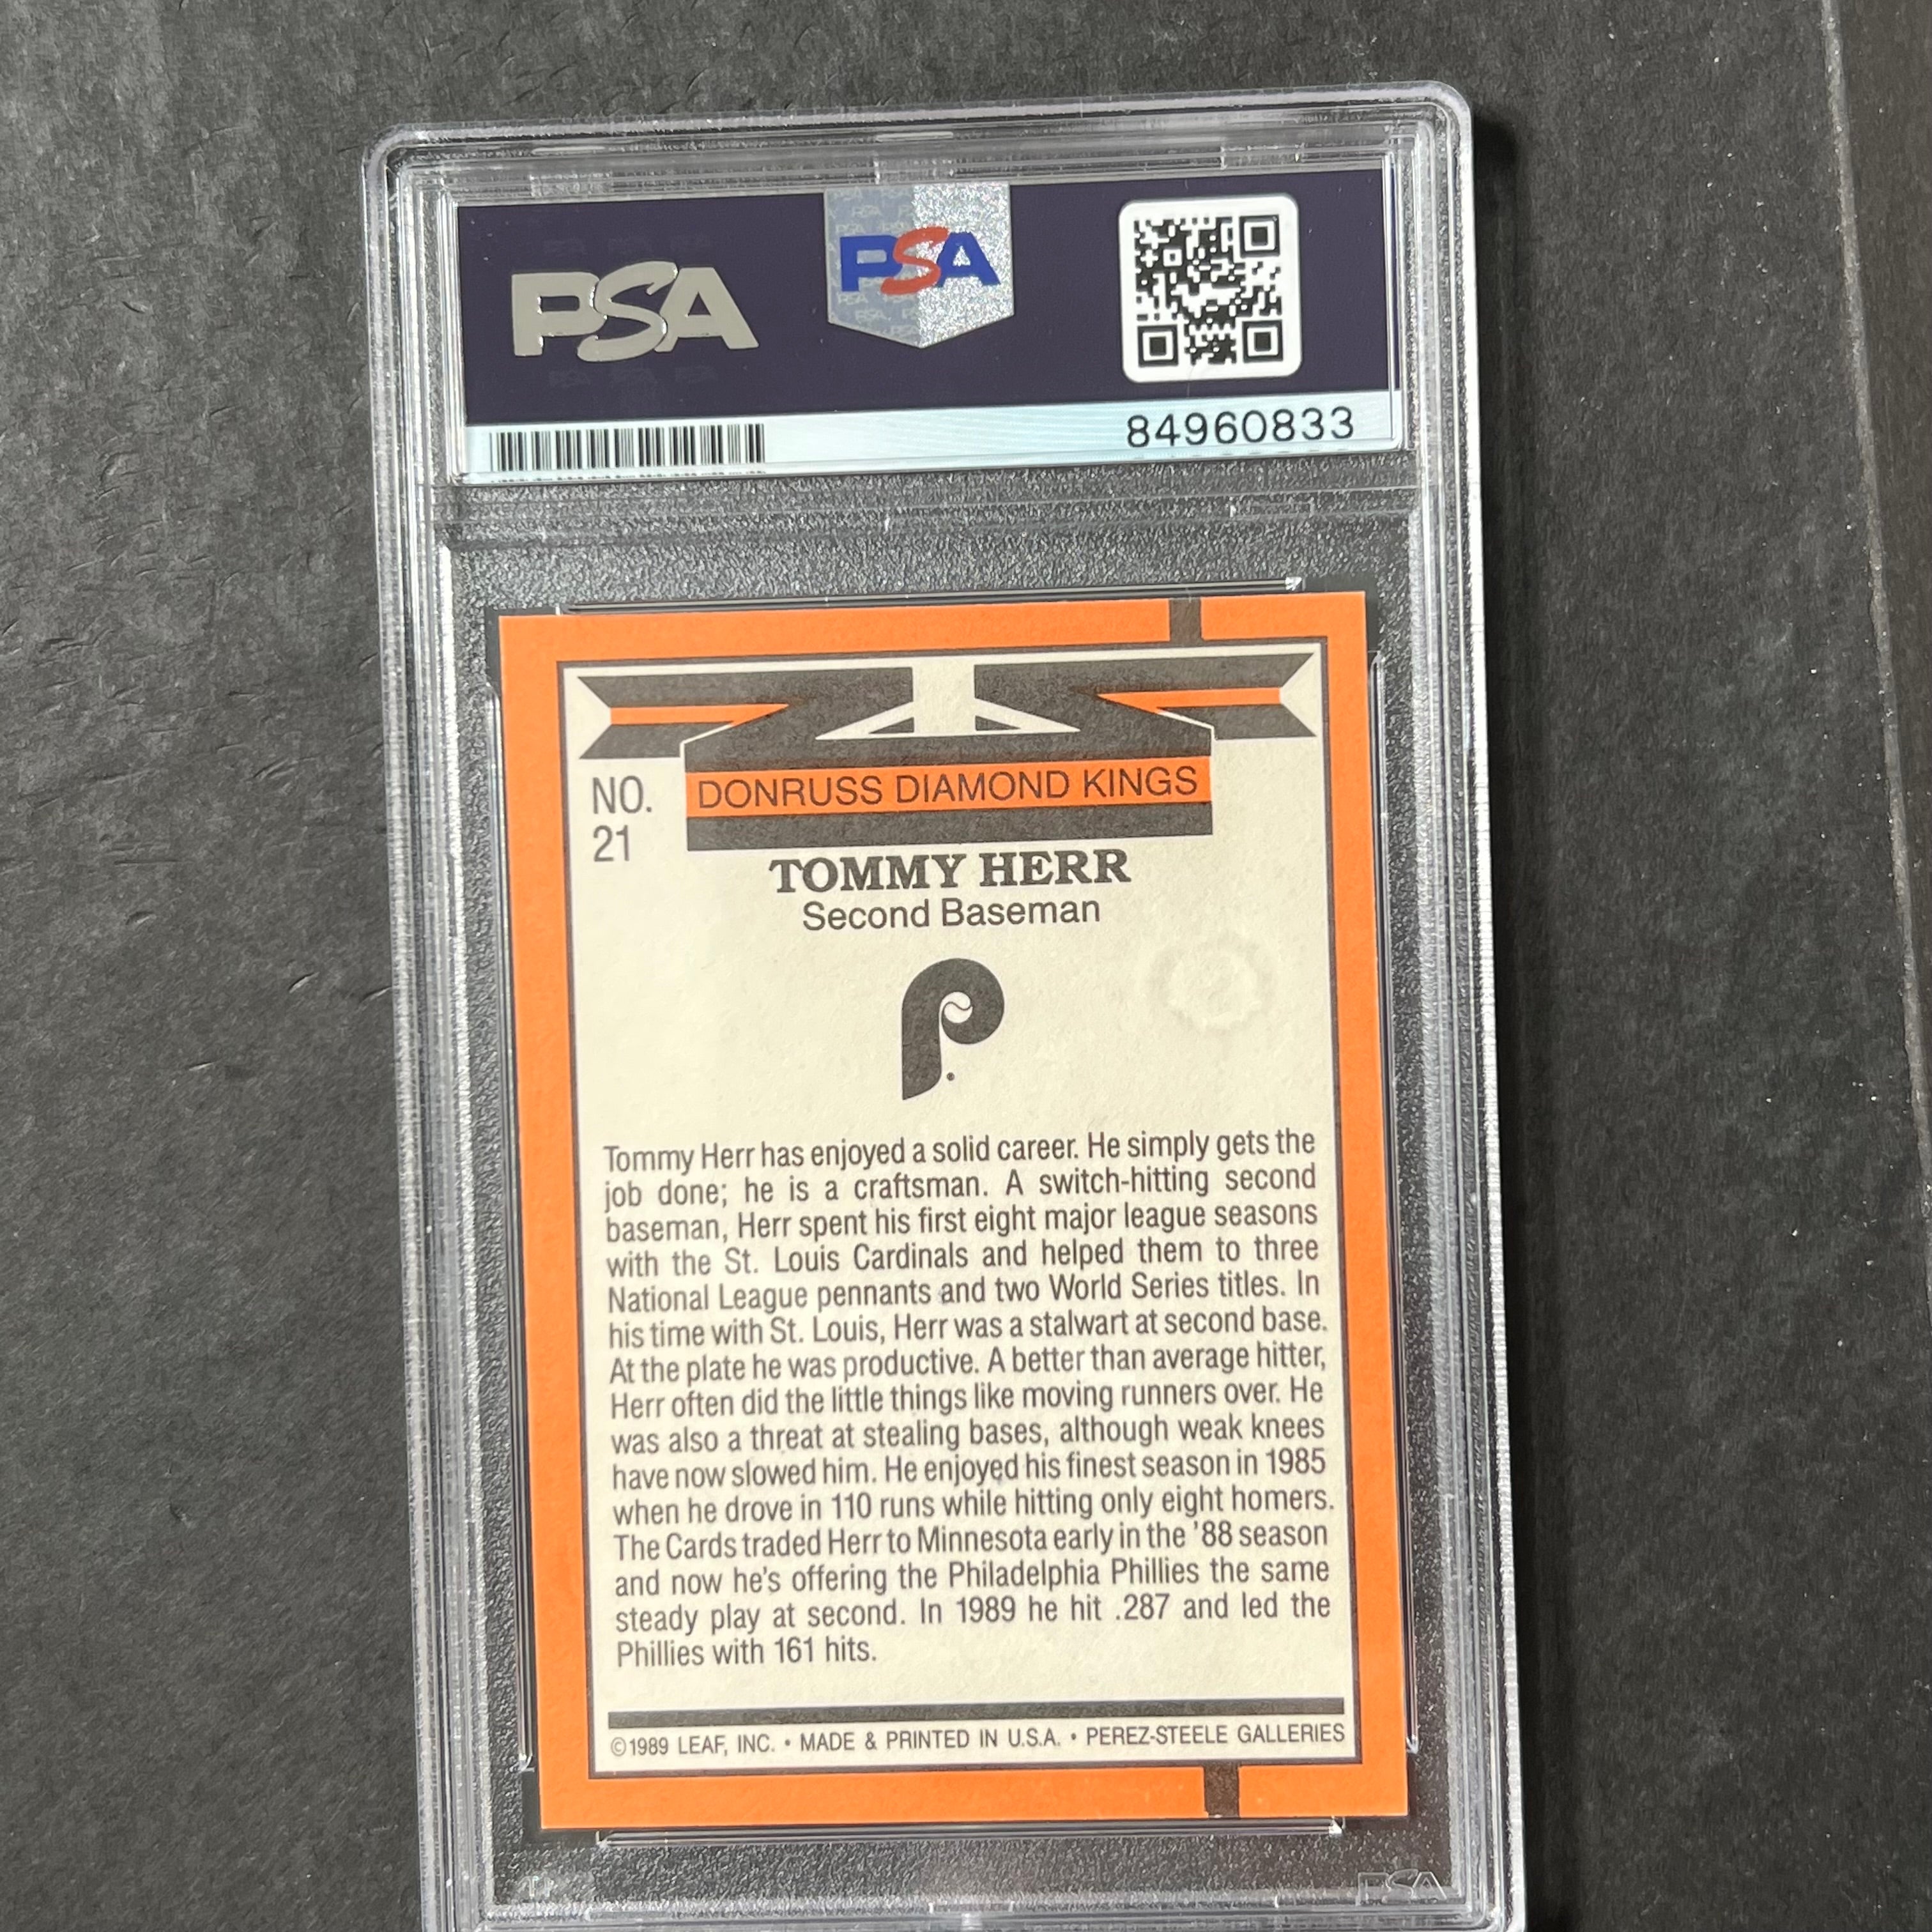 PSA
PSA
84960833
DONRUSS DIAMOND KINGS
NO.
21
TOMMY HERR
Second Baseman
P
Tommy Herr has enjoyed a solid career. He simply gets the
job done; he is a craftsman. A switch-hitting second
baseman, Herr spent his first eight major league seasons
with the St. Louis Cardinals and helped them to three
National League pennants and two World Series titles. In
his time with St. Louis, Herr was a stalwart at second base.
At the plate he was productive. A better than average hitter,
Herr often did the little things like moving runners over. He
was also a threat at stealing bases, although weak knees
have now slowed him. He enjoyed his finest season in 1985
when he drove in 110 runs while hitting only eight homers.
The Cards traded Herr to Minnesota early in the '88 season
and now he's offering the Philadelphia Phillies the same
steady play at second. In 1989 he hit .287 and led the
Phillies with 161 hits.
©1989 LEAF, INC. • MADE & PRINTED IN U.S.A. • PEREZ-STEELE GALLERIES
PSA